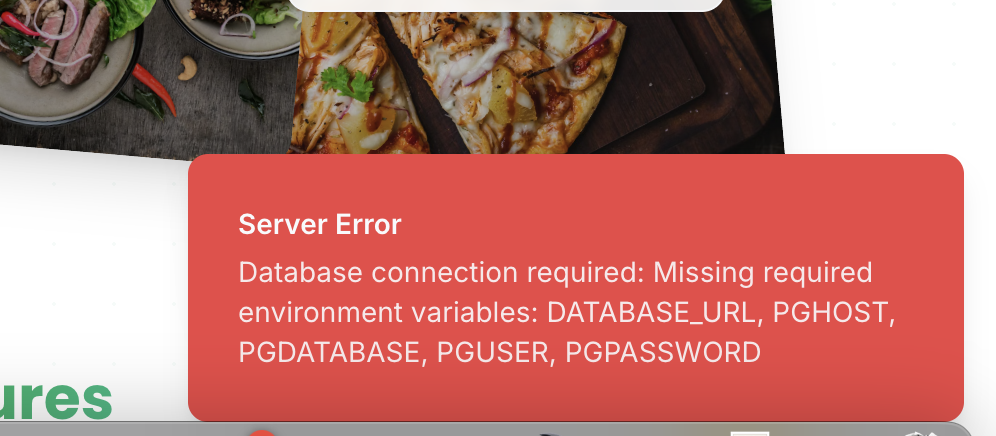 Server Error
Database connection required: Missing required
environment variables: DATABASE_URL, PGHOST,
PGDATABASE, PGUSER, PGPASSWORD
ures